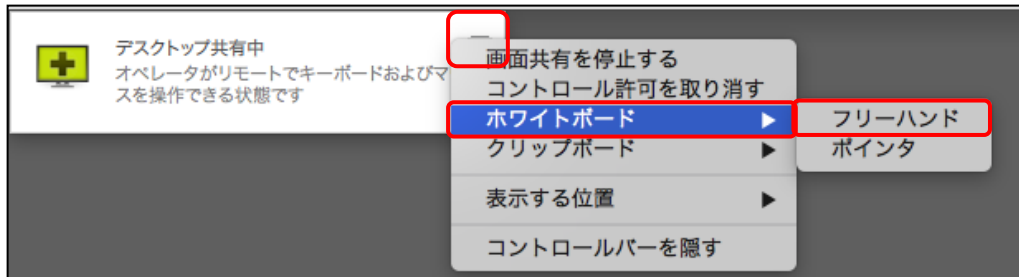 デスクトップ共有中
オペレータがリモートでキーボードおよびマ
スを操作できる状態です
画面共有を停止する
コントロール許可を取り消す
ホワイトボード
フリーハンド
クリップボード
ポインタ
表示する位置
コントロールバーを隠す